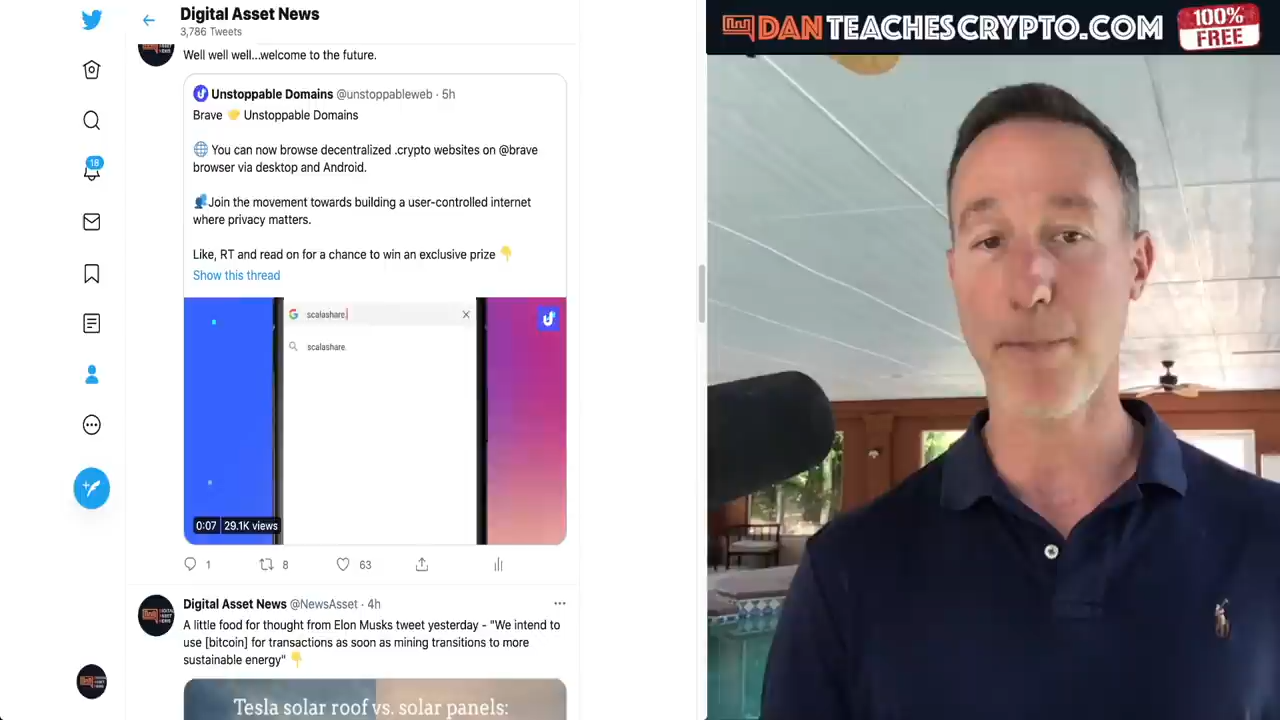 Digital Asset News
3,786 Tweets
Well well well...welcome to the future.
Unstoppable Domains @unstoppableweb · 5h
Brave 🤛 Unstoppable Domains
🌐 You can now browse decentralized .crypto websites on @brave
browser via desktop and Android.
👥Join the movement towards building a user-controlled internet
where privacy matters.
Like, RT and read on for a chance to win an exclusive prize 👇
Show this thread
scalashare.
scalashare.
0:07 29.1K views
1 8 63
Digital Asset News @NewsAsset · 4h
A little food for thought from Elon Musks tweet yesterday - "We intend to
use [bitcoin] for transactions as soon as mining transitions to more
sustainable energy" 👇
Tesla solar roof vs. solar panels:
18
DAN TEACHESCRYPTO.COM
100%
FREE